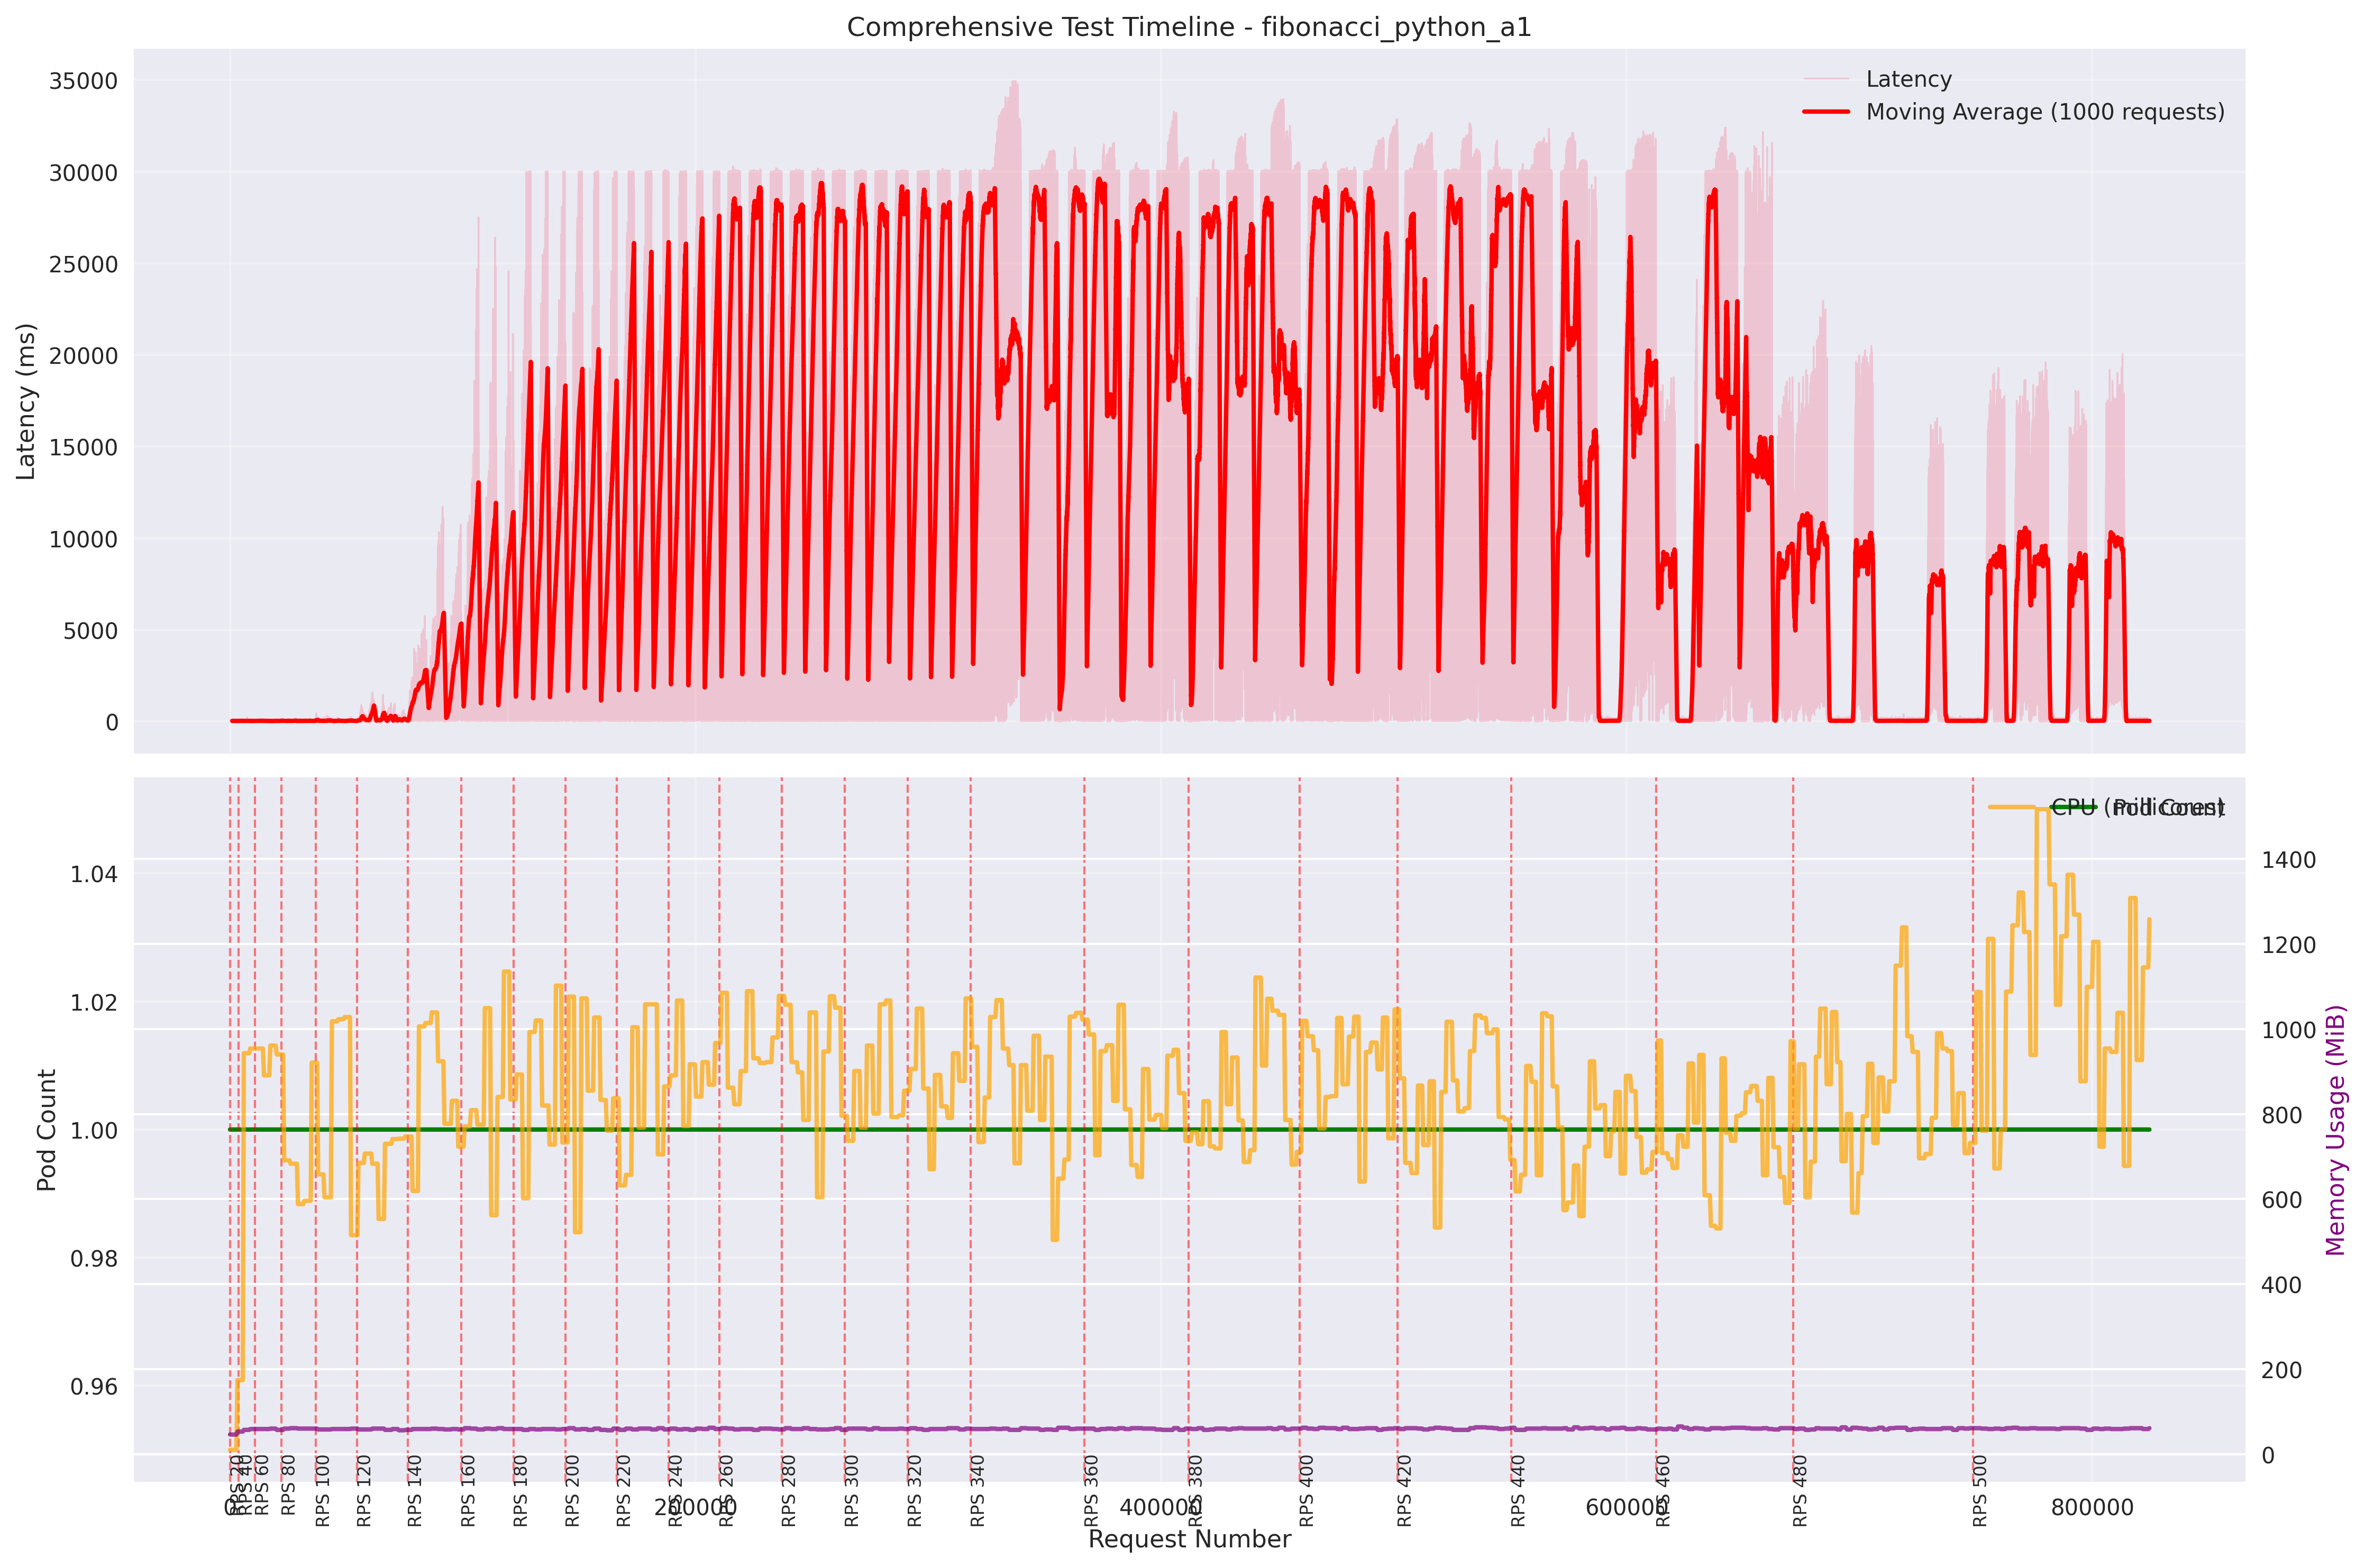 Comprehensive Test Timeline - fibonacci_python_a1
Latency (ms)
35000
30000
25000
20000
15000
10000
5000
0
Latency
Moving Average (1000 requests)
Pod Count
1.04
1.02
1.00
0.98
0.96
CPU (millicores)
Pod Count
1400
1200
1000
800
600
400
200
0
Memory Usage (MiB)
RPS 20
RPS 40
RPS 60
RPS 80
RPS 100
RPS 120
RPS 140
RPS 160
RPS 180
RPS 200
RPS 220
RPS 240
RPS 260
RPS 280
RPS 300
RPS 320
RPS 340
RPS 360
RPS 380
RPS 400
RPS 420
RPS 440
RPS 460
RPS 480
RPS 500
0
200000
400000
600000
800000
Request Number